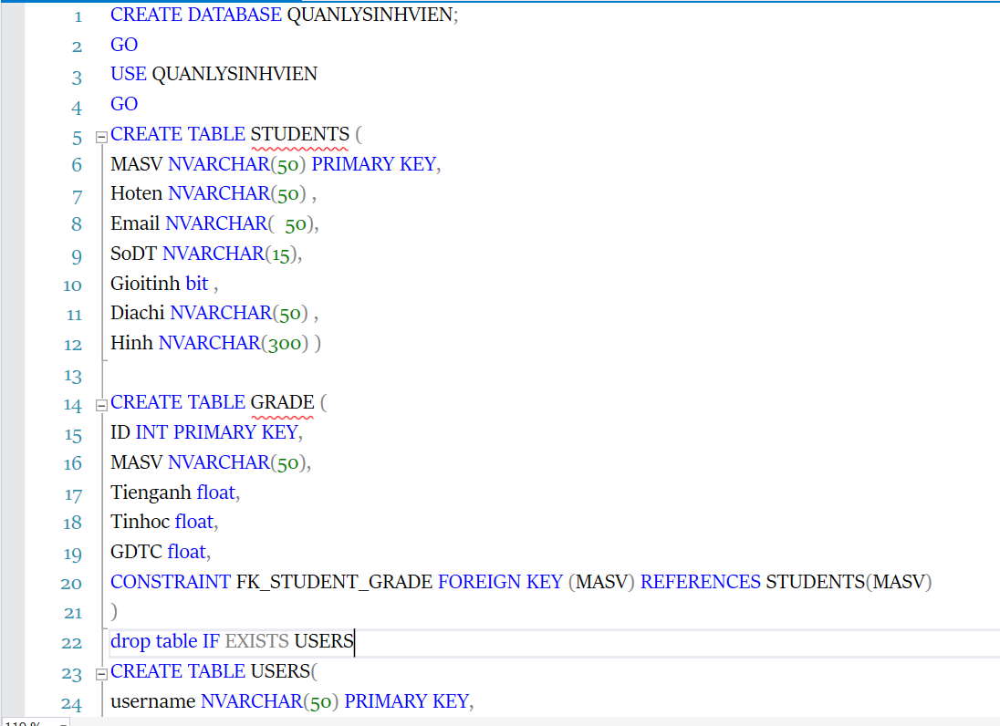 1 CREATE DATABASE QUANLYSINHVIEN;
2 GO
3 USE QUANLYSINHVIEN
4 GO
5 CREATE TABLE STUDENTS (
6 MASV NVARCHAR(50) PRIMARY KEY,
7 Hoten NVARCHAR(50) ,
8 Email NVARCHAR(  50),
9 SoDT NVARCHAR(15),
10 Gioitinh bit ,
11 Diachi NVARCHAR(50) ,
12 Hinh NVARCHAR(300) )
13
14 CREATE TABLE GRADE (
15 ID INT PRIMARY KEY,
16 MASV NVARCHAR(50),
17 Tienganh float,
18 Tinhoc float,
19 GDTC float,
20 CONSTRAINT FK_STUDENT_GRADE FOREIGN KEY (MASV) REFERENCES STUDENTS(MASV)
21 )
22 drop table IF EXISTS USERS
23 CREATE TABLE USERS(
24 username NVARCHAR(50) PRIMARY KEY,